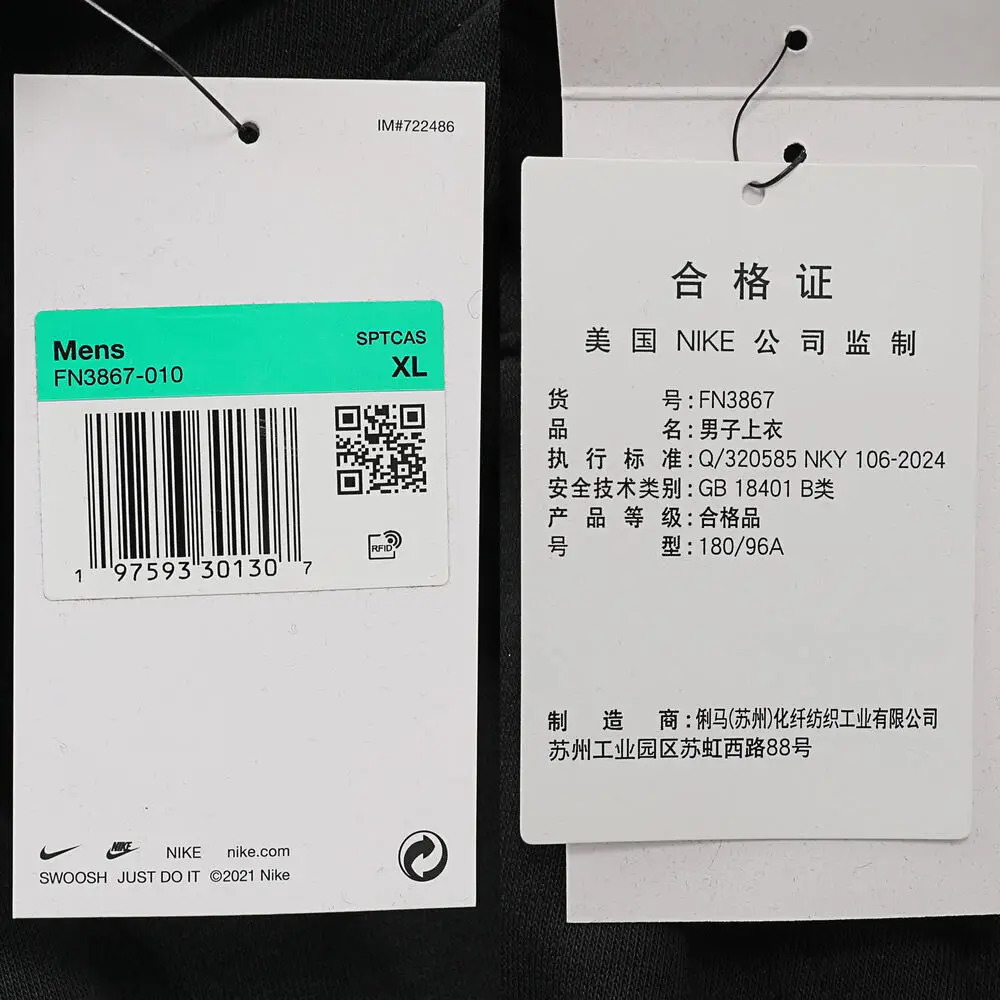 IM#722486
Mens
FN3867-010
SPTCAS
XL
1 97593 30130 7
RFID
NIKE
NIKE nike.com
SWOOSH JUST DO IT ©2021 Nike
合格证
美国 NIKE 公司监制
货号:FN3867
品名:男子上衣
执行标准:Q/320585 NKY 106-2024
安全技术类别:GB 18401 B类
产品等级:合格品
号型:180/96A
制造商:俐马(苏州)化纤纺织工业有限公司
苏州工业园区苏虹西路88号